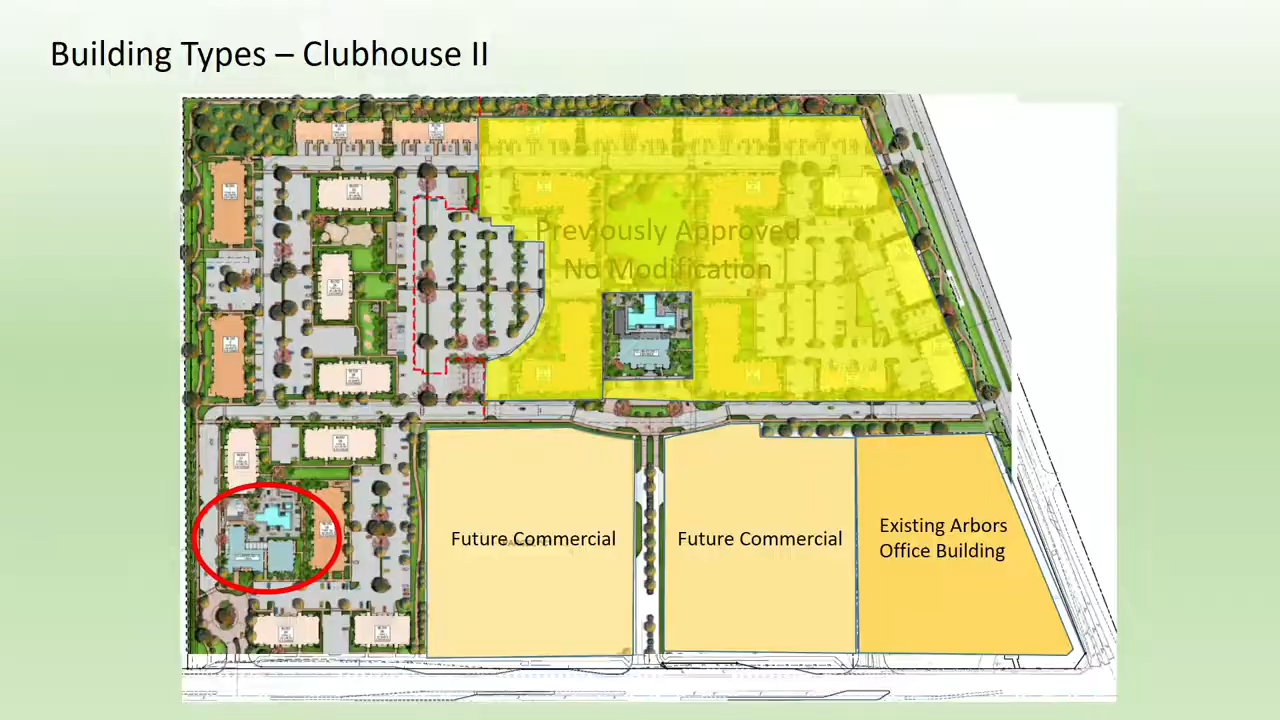 Building Types – Clubhouse II
Previously Approved
No Modification
Future Commercial
Future Commercial
Existing Arbors
Office Building